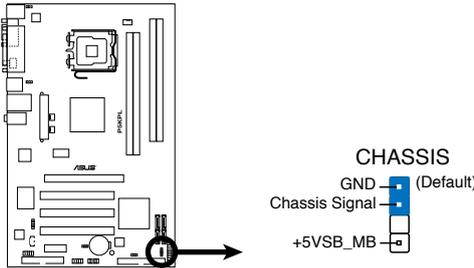 P5KPL
ASUS
CHASSIS
GND
(Default)
Chassis Signal
+5VSB_MB